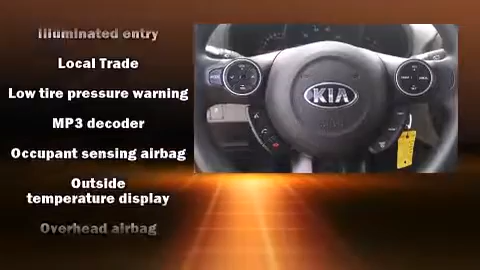 Illuminated entry
Local Trade
Low tire pressure warning
MP3 decoder
Occupant sensing airbag
Outside
temperature display
Overhead airbag
KIA